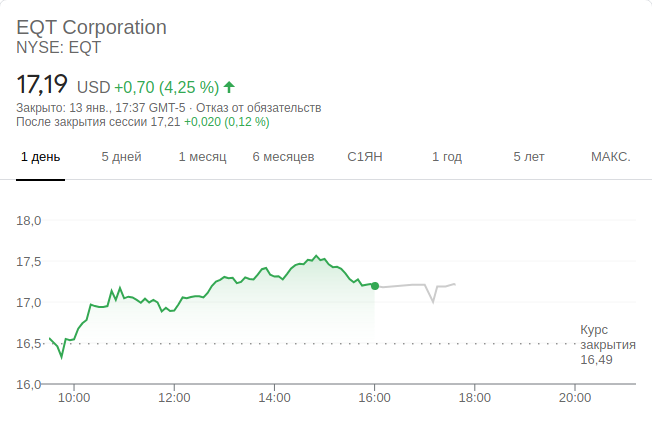 EQT Corporation
NYSE: EQT
17,19 USD +0,70 (4,25 %)
Закрыто: 13 янв., 17:37 GMT-5 · Отказ от обязательств
После закрытия сессии 17,21 +0,020 (0,12 %)
1 день 5 дней 1 месяц 6 месяцев С1ЯН 1 год 5 лет МАКС.
18,0
17,5
17,0
16,5
16,0
Курс
закрытия
16,49
10:00 12:00 14:00 16:00 18:00 20:00